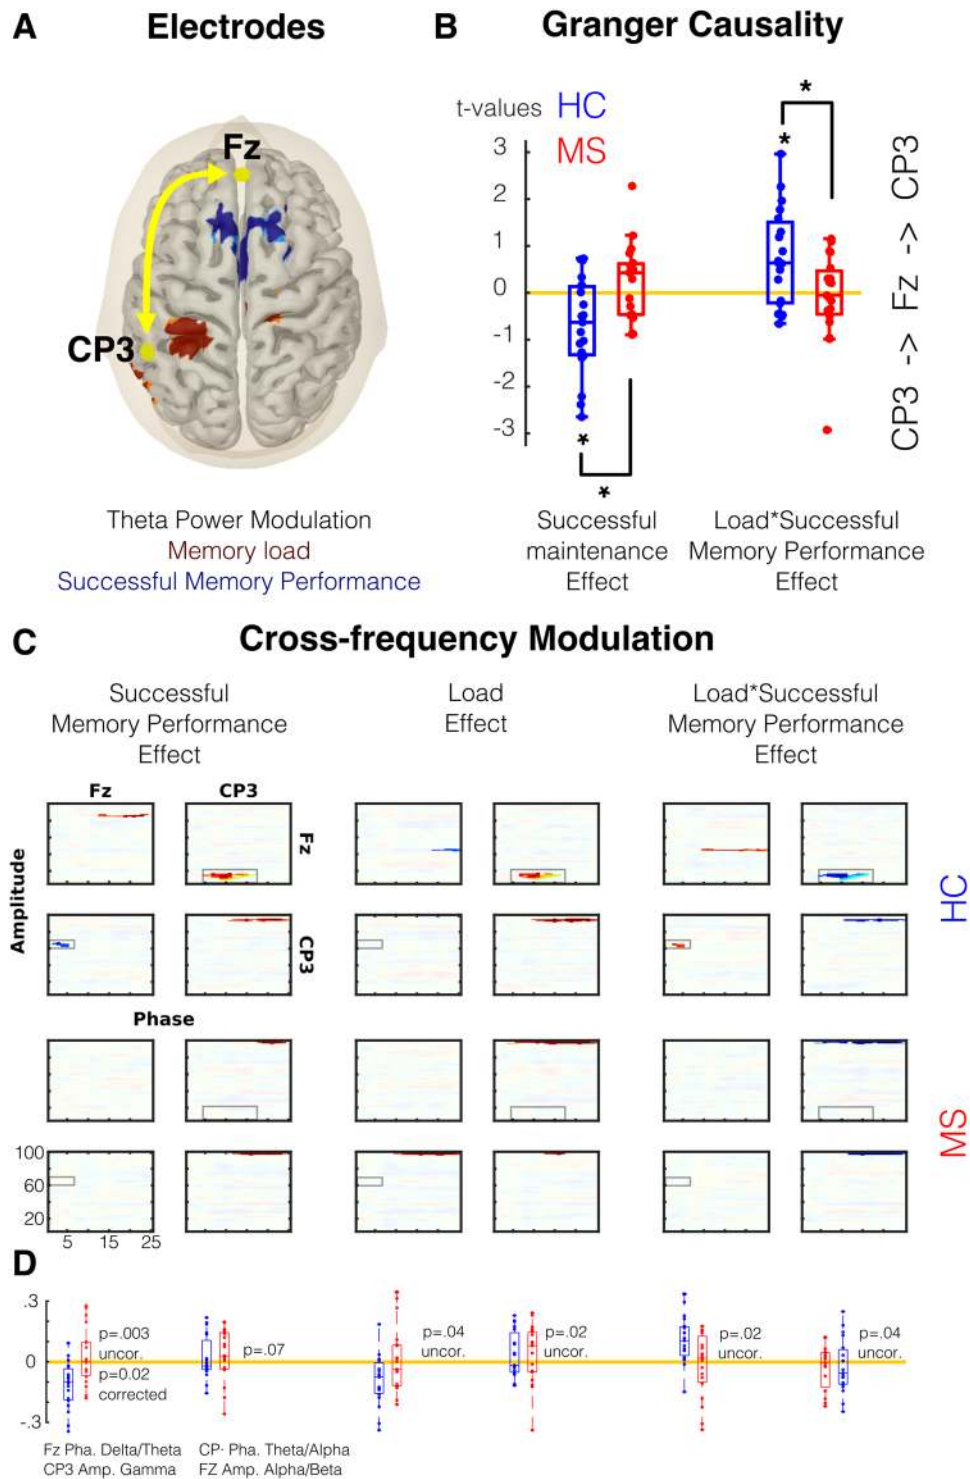 A Electrodes
B Granger Causality
Fz
CP3
Theta Power Modulation
Memory load
Successful Memory Performance
t-values HC
MS
3
2
1
0
-1
-2
-3
*
*
*
*
CP3 -> Fz -> CP3
Successful
maintenance
Effect
Load*Successful
Memory Performance
Effect
C Cross-frequency Modulation
Successful
Memory Performance
Effect
Load
Effect
Load*Successful
Memory Performance
Effect
Fz CP3
Amplitude
Fz
CP3
HC
Phase
MS
100
60
20
5 15 25
D
.3
0
-.3
p=.003
uncor.
p=0.02
corrected
p=.07
p=.04
uncor.
p=.02
uncor.
p=.02
uncor.
p=.04
uncor.
Fz Pha. Delta/Theta
CP3 Amp. Gamma
CP- Pha. Theta/Alpha
FZ Amp. Alpha/Beta